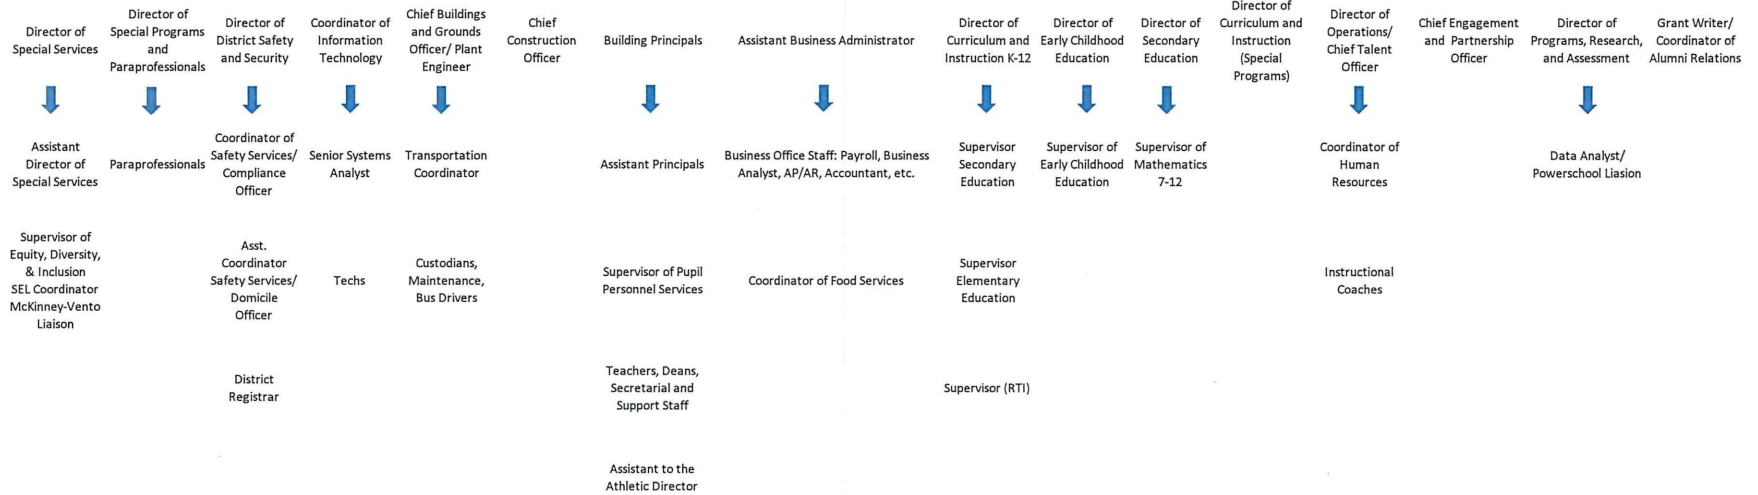 Director of
Special Services
Director of
Special Programs
and
Paraprofessionals
Director of
District Safety
and Security
Coordinator of
Information
Technology
Chief Buildings
and Grounds
Officer/ Plant
Engineer
Chief
Construction
Officer
Building Principals
Assistant Business Administrator
Director of
Curriculum and
Instruction K-12
Director of
Early Childhood
Education
Director of
Secondary
Education
Director of
Curriculum and
Instruction
(Special
Programs)
Director of
Operations/
Chief Talent
Officer
Chief Engagement
and Partnership
Officer
Director of
Programs, Research,
and Assessment
Grant Writer/
Coordinator of
Alumni Relations
Assistant
Director of
Special Services
Paraprofessionals
Coordinator of
Safety Services/
Compliance
Officer
Senior Systems
Analyst
Transportation
Coordinator
Assistant Principals
Business Office Staff: Payroll, Business
Analyst, AP/AR, Accountant, etc.
Supervisor
Secondary
Education
Supervisor of
Early Childhood
Education
Supervisor of
Mathematics
7-12
Coordinator of
Human
Resources
Data Analyst/
Powerschool Liasion
Supervisor of
Equity, Diversity,
& Inclusion
SEL Coordinator
McKinney-Vento
Liaison
Asst.
Coordinator
Safety Services/
Domicile
Officer
Techs
Custodians,
Maintenance,
Bus Drivers
Supervisor of Pupil
Personnel Services
Coordinator of Food Services
Supervisor
Elementary
Education
Instructional
Coaches
District
Registrar
Teachers, Deans,
Secretarial and
Support Staff
Supervisor (RTI)
Assistant to the
Athletic Director